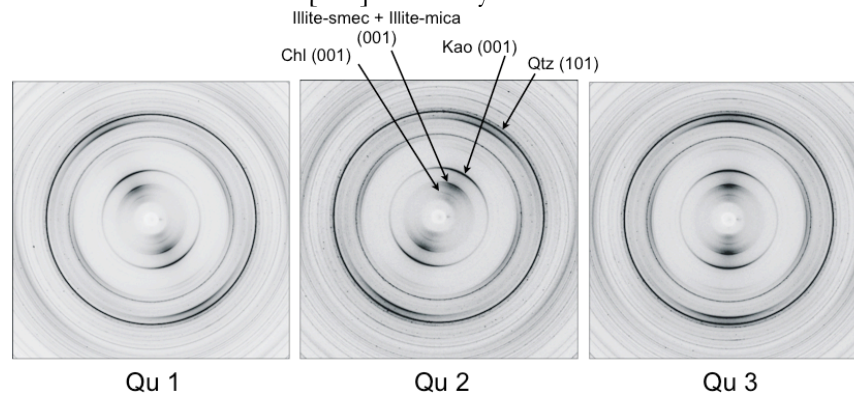 Illite-smec + Illite-mica
(001)
Chl (001)
Kao (001)
Qtz (101)
Qu 1
Qu 2
Qu 3